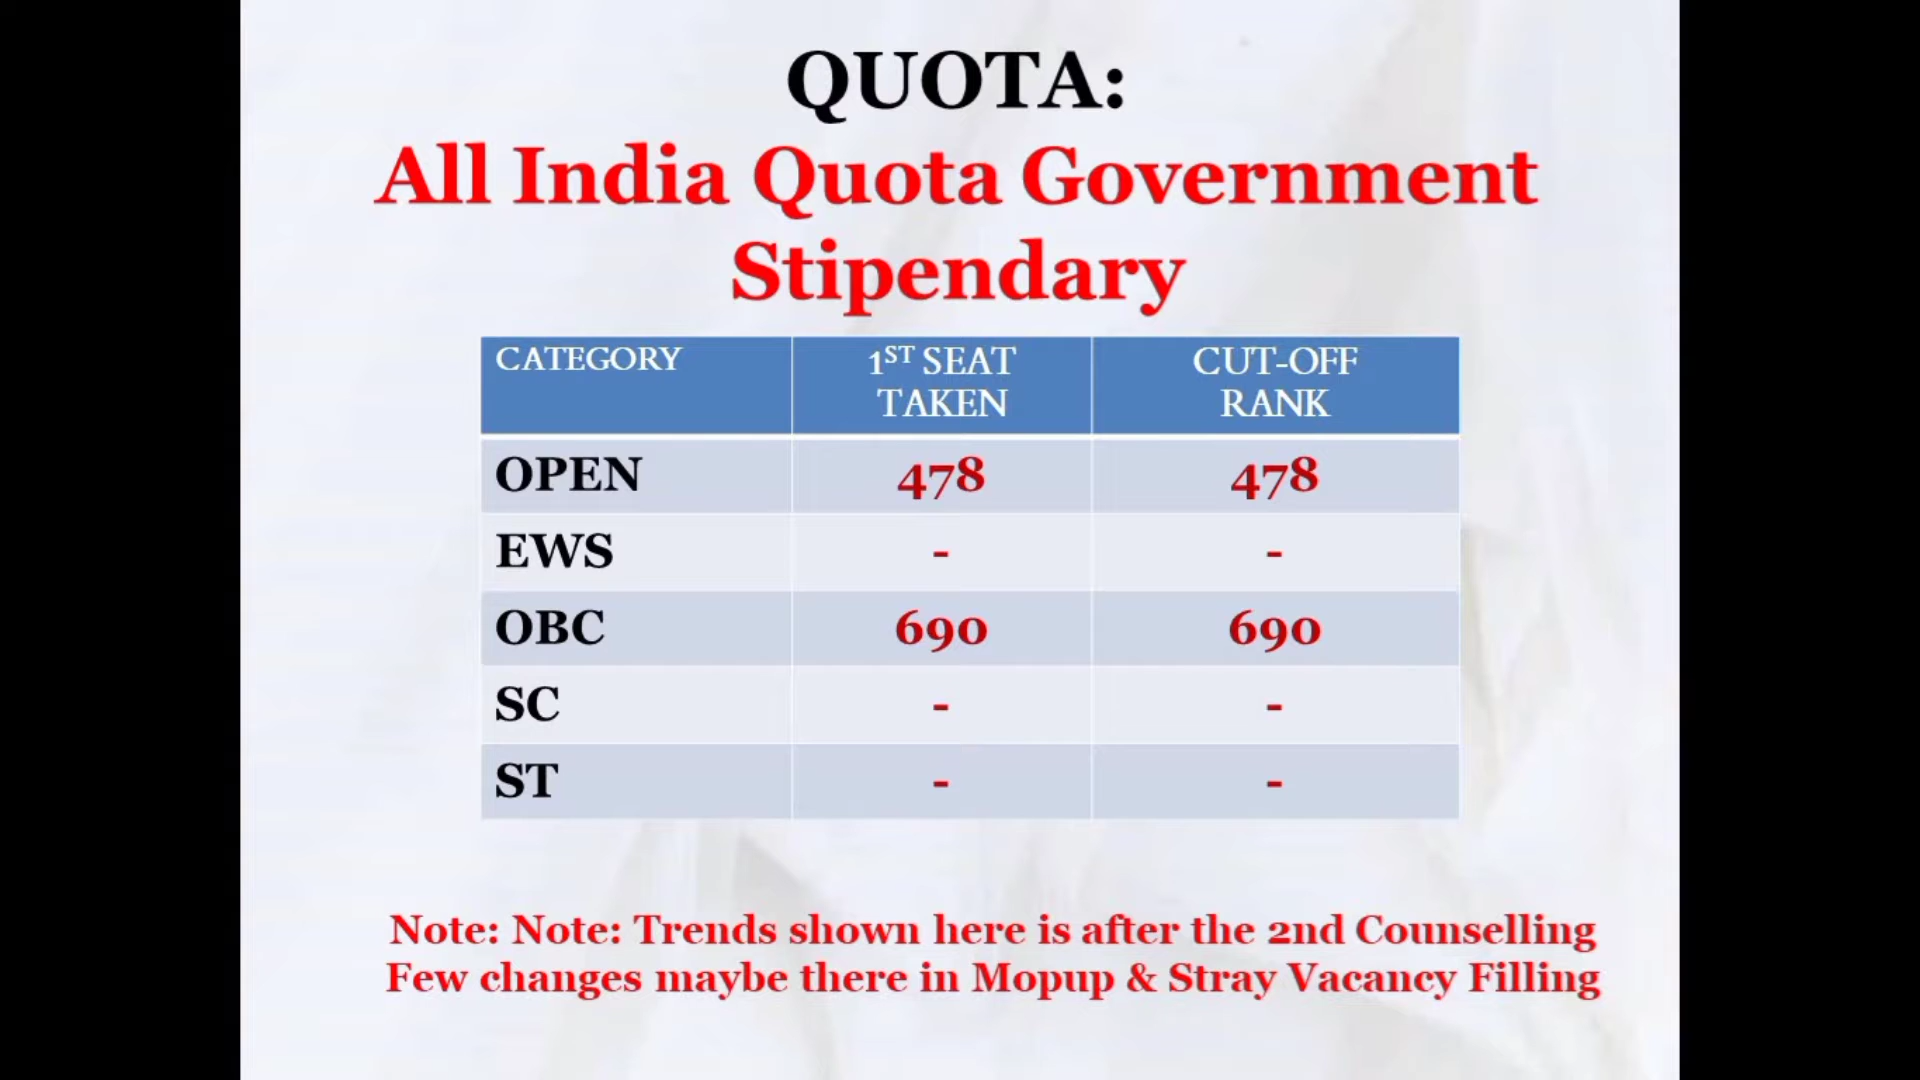 QUOTA:
All India Quota Government
Stipendary
CATEGORY 1ST SEAT TAKEN CUT-OFF RANK
OPEN 478 478
EWS - -
OBC 690 690
SC - -
ST - -
Note: Note: Trends shown here is after the 2nd Counselling
Few changes maybe there in Mopup & Stray Vacancy Filling